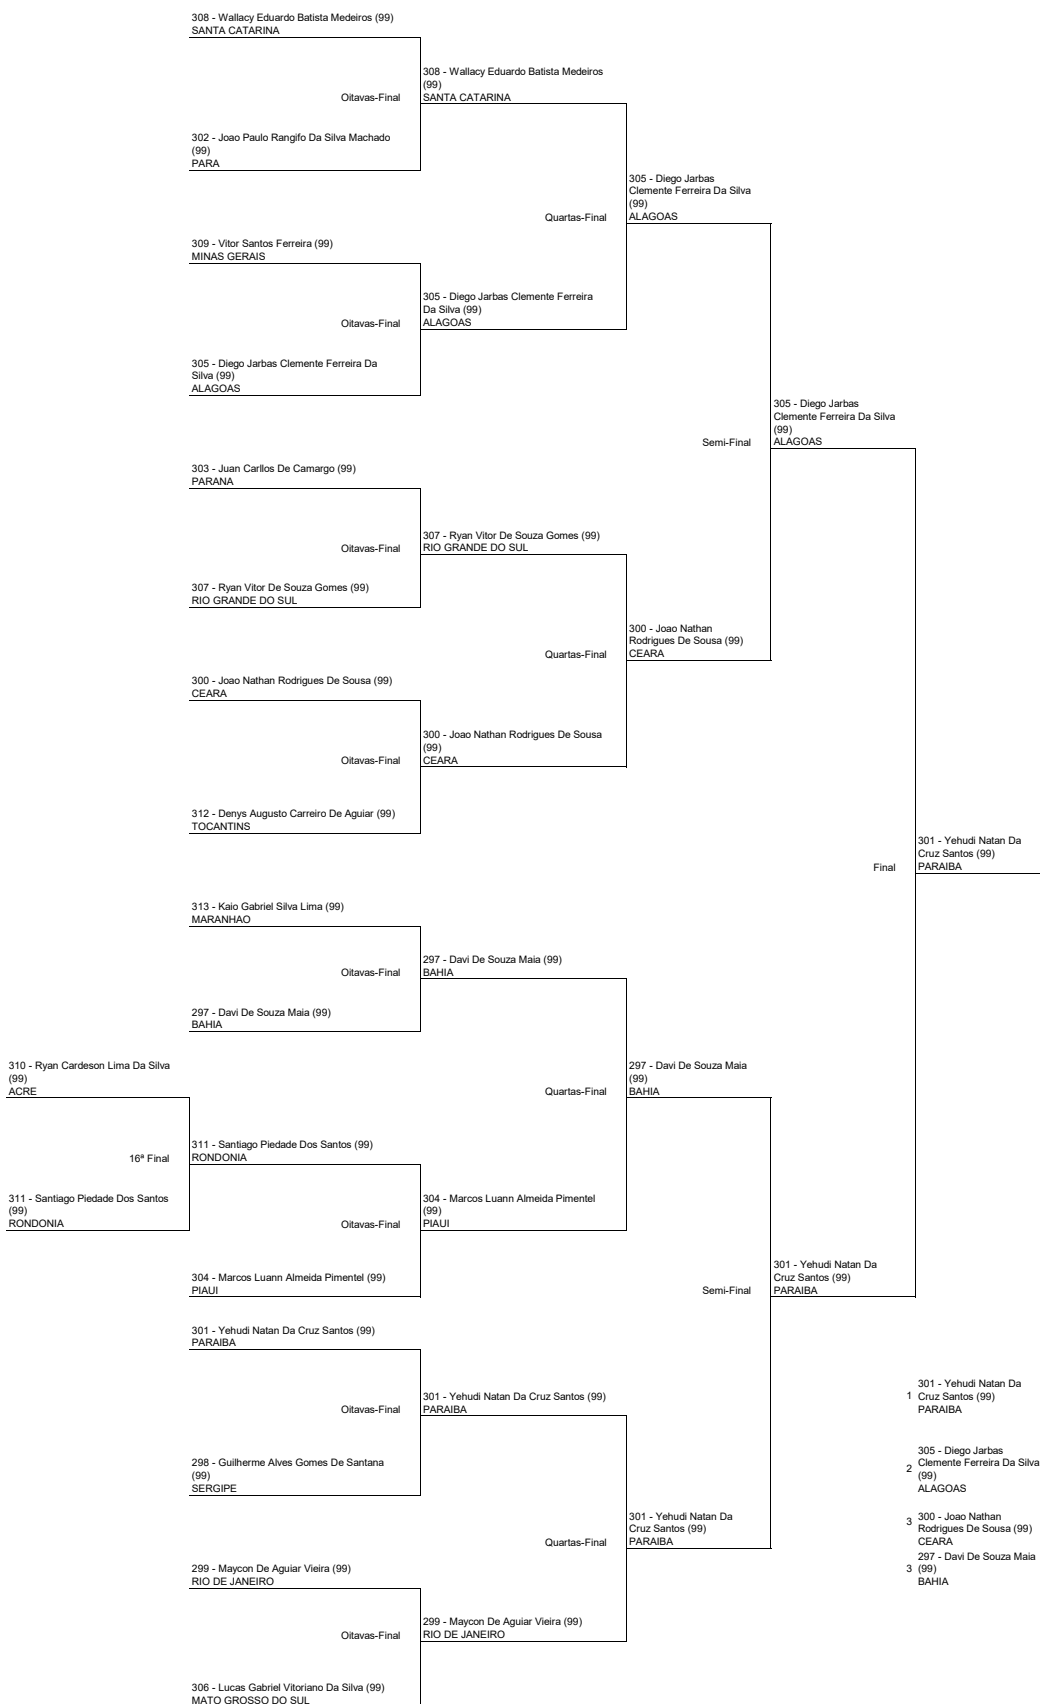 308 - Wallacy Eduardo Batista Medeiros (99)
SANTA CATARINA
308 - Wallacy Eduardo Batista Medeiros
(99)
SANTA CATARINA
Oitavas-Final
302 - Joao Paulo Rangifo Da Silva Machado
(99)
PARA
305 - Diego Jarbas
Clemente Ferreira Da Silva
(99)
ALAGOAS
Quartas-Final
309 - Vitor Santos Ferreira (99)
MINAS GERAIS
305 - Diego Jarbas Clemente Ferreira
Da Silva (99)
ALAGOAS
Oitavas-Final
305 - Diego Jarbas Clemente Ferreira Da
Silva (99)
ALAGOAS
305 - Diego Jarbas
Clemente Ferreira Da Silva
(99)
ALAGOAS
Semi-Final
303 - Juan Carllos De Camargo (99)
PARANA
307 - Ryan Vitor De Souza Gomes (99)
RIO GRANDE DO SUL
Oitavas-Final
307 - Ryan Vitor De Souza Gomes (99)
RIO GRANDE DO SUL
300 - Joao Nathan
Rodrigues De Sousa (99)
CEARA
Quartas-Final
300 - Joao Nathan Rodrigues De Sousa (99)
CEARA
300 - Joao Nathan Rodrigues De Sousa
(99)
CEARA
Oitavas-Final
312 - Denys Augusto Carreiro De Aguiar (99)
TOCANTINS
301 - Yehudi Natan Da
Cruz Santos (99)
PARAIBA
Final
313 - Kaio Gabriel Silva Lima (99)
MARANHAO
297 - Davi De Souza Maia (99)
BAHIA
Oitavas-Final
297 - Davi De Souza Maia (99)
BAHIA
310 - Ryan Cardeson Lima Da Silva
(99)
ACRE
297 - Davi De Souza Maia
(99)
BAHIA
Quartas-Final
311 - Santiago Piedade Dos Santos (99)
RONDONIA
16ª Final
311 - Santiago Piedade Dos Santos
(99)
RONDONIA
304 - Marcos Luann Almeida Pimentel
(99)
PIAUI
Oitavas-Final
304 - Marcos Luann Almeida Pimentel (99)
PIAUI
301 - Yehudi Natan Da
Cruz Santos (99)
PARAIBA
Semi-Final
301 - Yehudi Natan Da Cruz Santos (99)
PARAIBA
301 - Yehudi Natan Da Cruz Santos (99)
PARAIBA
Oitavas-Final
298 - Guilherme Alves Gomes De Santana
(99)
SERGIPE
301 - Yehudi Natan Da
Cruz Santos (99)
PARAIBA
Quartas-Final
299 - Maycon De Aguiar Vieira (99)
RIO DE JANEIRO
299 - Maycon De Aguiar Vieira (99)
RIO DE JANEIRO
Oitavas-Final
306 - Lucas Gabriel Vitoriano Da Silva (99)
MATO GROSSO DO SUL
301 - Yehudi Natan Da
1 Cruz Santos (99)
PARAIBA
305 - Diego Jarbas
Clemente Ferreira Da Silva
2 (99)
ALAGOAS
3 300 - Joao Nathan
Rodrigues De Sousa (99)
CEARA
297 - Davi De Souza Maia
3 (99)
BAHIA